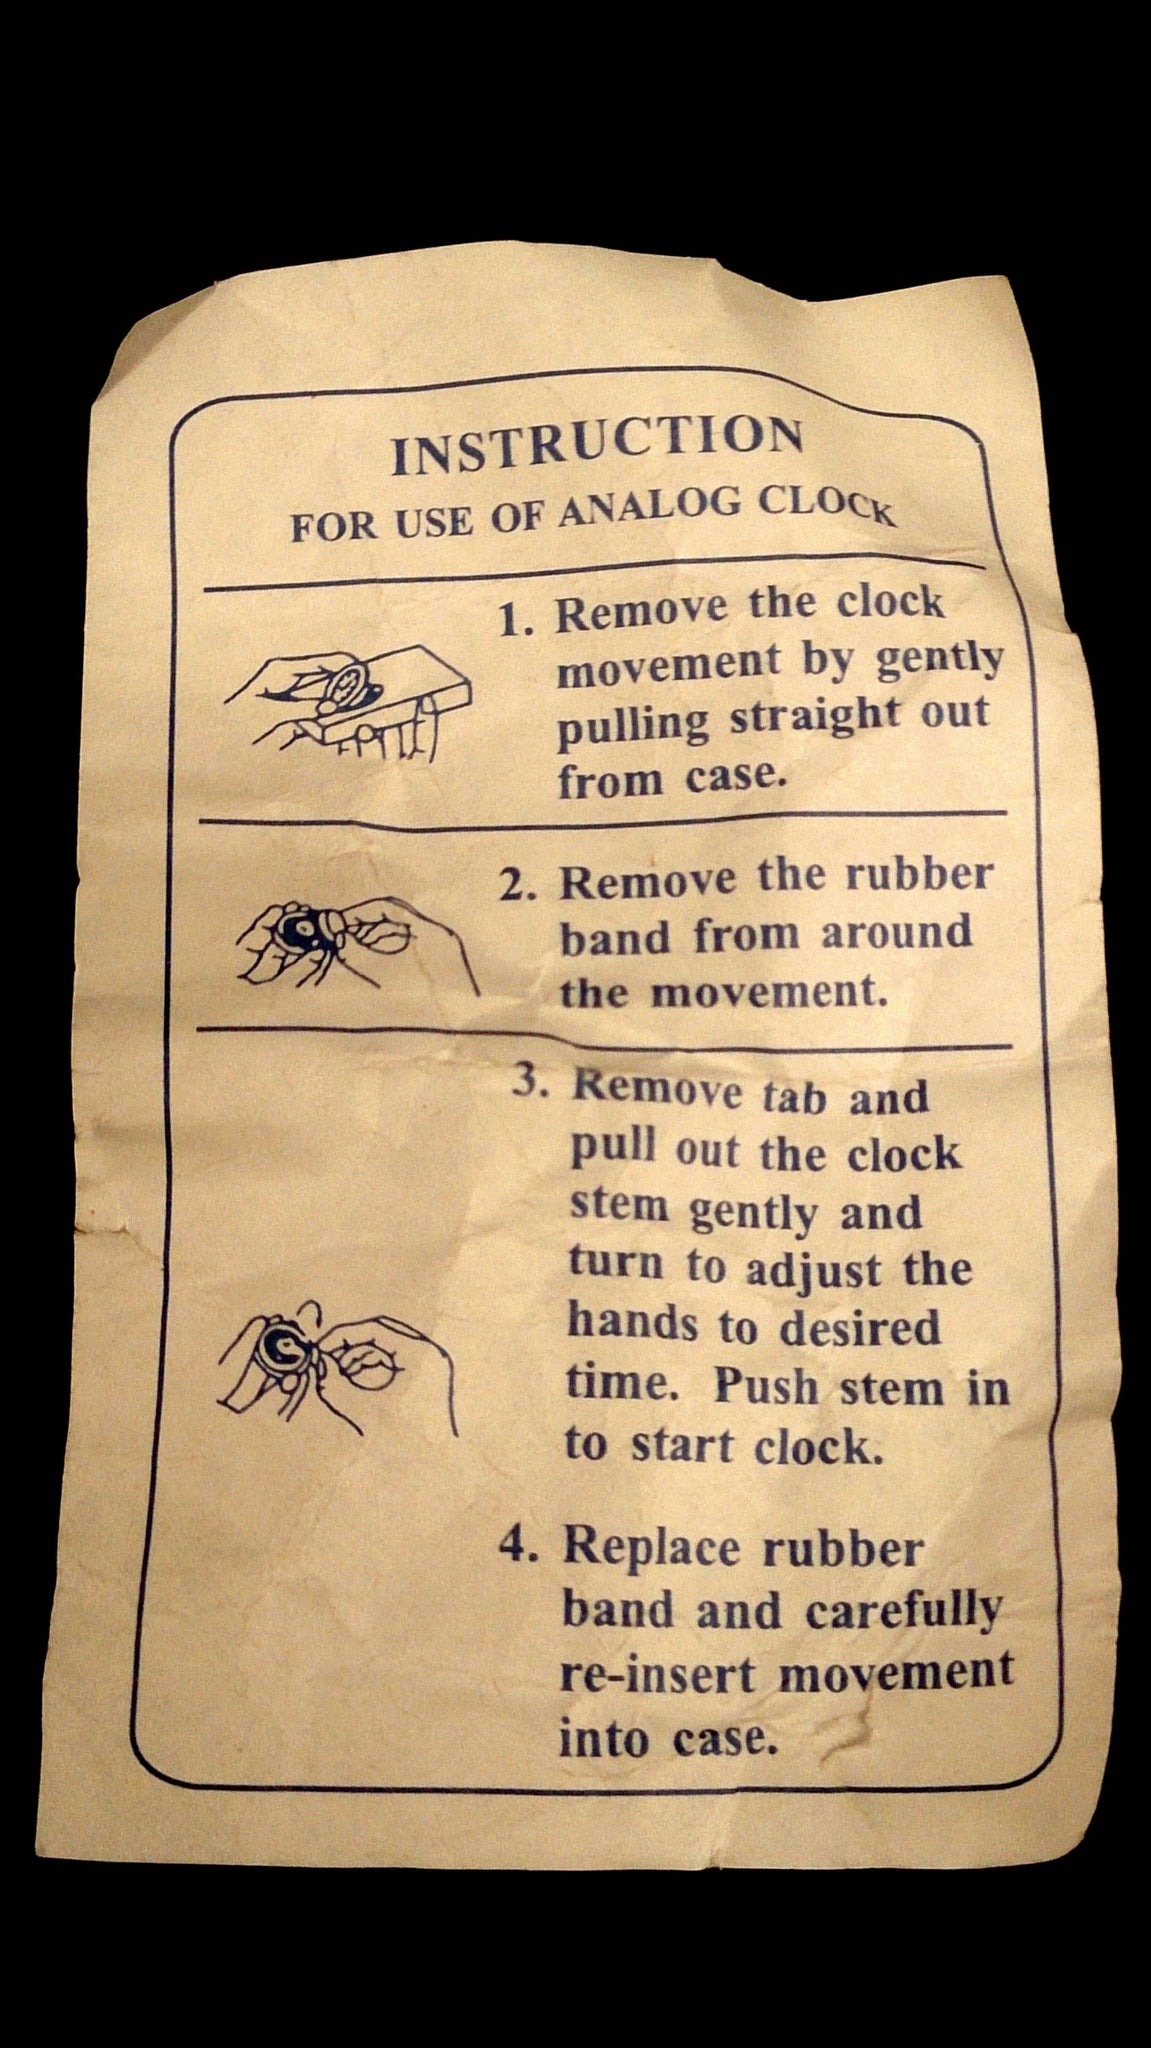 INSTRUCTION
FOR USE OF ANALOG CLOCK
1. Remove the clock
movement by gently
pulling straight out
from case.
2. Remove the rubber
band from around
the movement.
3. Remove tab and
pull out the clock
stem gently and
turn to adjust the
hands to desired
time. Push stem in
to start clock.
4. Replace rubber
band and carefully
re-insert movement
into case.